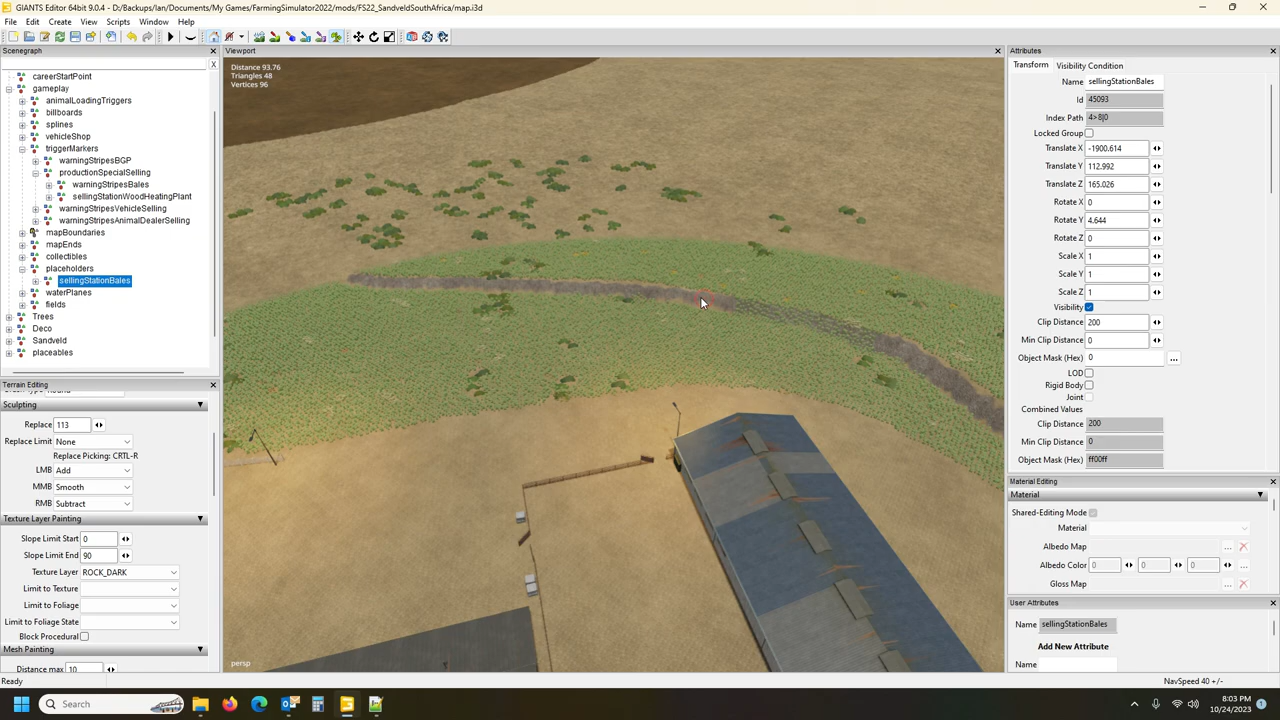 GIANTS Editor 64bit 9.0.4 - D:/Backups/Ian/Documents/My Games/FarmingSimulator2022/mods/FS22_SandveldSouthAfrica/map.i3d
File Edit Create View Scripts Window Help
Scenegraph
X
careerStartPoint
gameplay
animalLoadingTriggers
billboards
splines
vehicleShop
triggerMarkers
warningStripesBGP
productionSpecialSelling
warningStripesBales
sellingStationWoodHeatingPlant
warningStripesVehicleSelling
warningStripesAnimalDealerSelling
mapBoundaries
mapEnds
collectibles
placeholders
sellingStationBales
waterPlanes
fields
Trees
Deco
Sandveld
placeables
Terrain Editing
Sculpting
Replace 113
Replace Limit None
Replace Picking: CRTL-R
LMB Add
MMB Smooth
RMB Subtract
Texture Layer Painting
Slope Limit Start 0
Slope Limit End 90
Texture Layer ROCK_DARK
Limit to Texture
Limit to Foliage
Limit to Foliage State
Block Procedural
Mesh Painting
Distance max 10
Viewport
Distance 93.76
Triangles 48
Vertices 96
persp
Attributes
Transform Visibility Condition
Name sellingStationBales
Id 45093
Index Path 4>8|0
Locked Group
Translate X -1900.614
Translate Y 112.992
Translate Z 165.026
Rotate X 0
Rotate Y 4.644
Rotate Z 0
Scale X 1
Scale Y 1
Scale Z 1
Visibility
Clip Distance 200
Min Clip Distance 0
Object Mask (Hex) 0 ...
LOD
Rigid Body
Joint
Combined Values
Clip Distance 200
Min Clip Distance 0
Object Mask (Hex) ff00ff
Material Editing
Material
Shared-Editing Mode
Material
Albedo Map ...
Albedo Color 0 0 0 ...
Gloss Map ...
User Attributes
Name sellingStationBales
Add New Attribute
Name
Ready
NavSpeed 40 +/-
Search
8:03 PM
10/24/2023